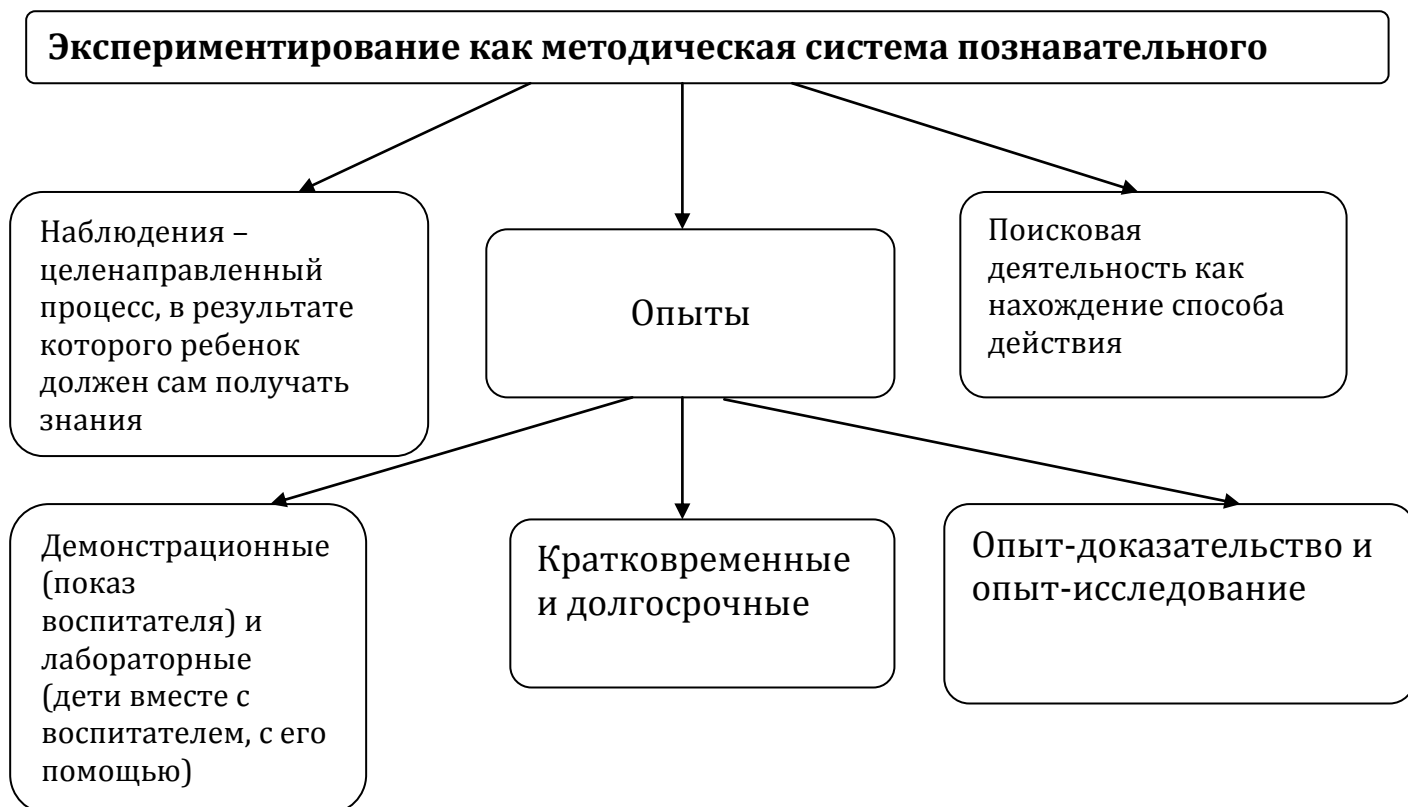 Экспериментирование как методическая система познавательного
Наблюдения –
целенаправленный
процесс, в результате
которого ребенок
должен сам получать
знания
Опыты
Поисковая
деятельность как
нахождение способа
действия
Демонстрационные
(показ
воспитателя) и
лабораторные
(дети вместе с
воспитателем, с его
помощью)
Кратковременные
и долгосрочные
Опыт-доказательство и
опыт-исследование